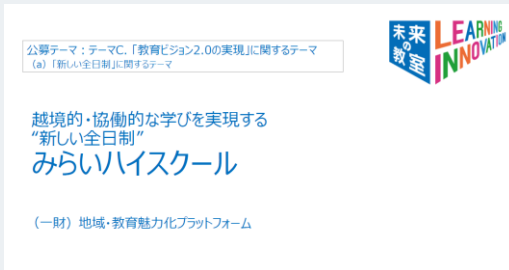 公募テーマ：テーマC.「教育ビジョン2.0の実現」に関するテーマ
(a)「新しい全日制」に関するテーマ
未来
の
教室
LEARNING
INNOVATION
越境的・協働的な学びを実現する
“新しい全日制”
みらいハイスクール
（一財）地域・教育魅力化プラットフォーム